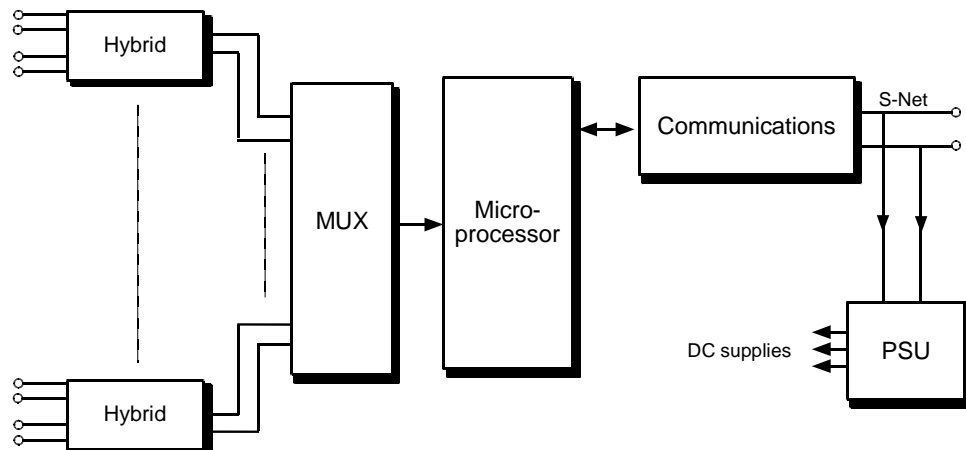 Hybrid
S-Net
Communications
MUX
Micro-
processor
DC supplies
PSU
Hybrid